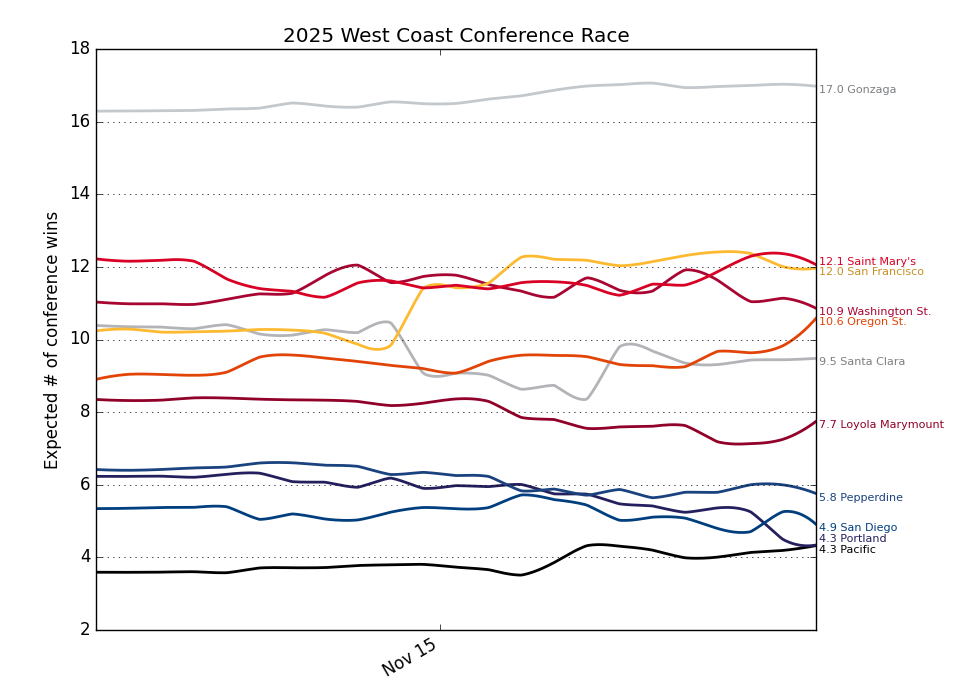 2025 West Coast Conference Race
Expected # of conference wins
18
16
14
12
10
8
6
4
2
Nov 15
17.0 Gonzaga
12.1 Saint Mary's
12.0 San Francisco
10.9 Washington St.
10.6 Oregon St.
9.5 Santa Clara
7.7 Loyola Marymount
5.8 Pepperdine
4.9 San Diego
4.3 Portland
4.3 Pacific